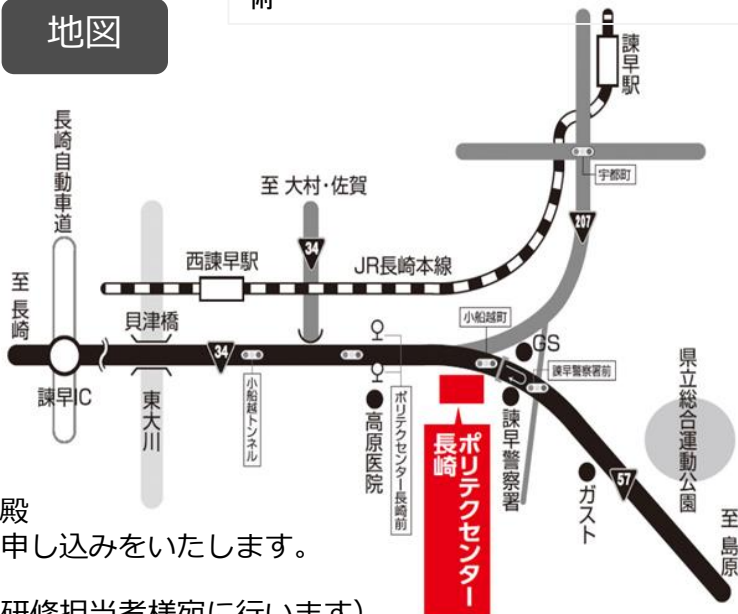 地図
諫早駅
長崎自動車道
宇都町
至 大村・佐賀
207
34
西諫早駅
JR長崎本線
至 長崎
貝津橋
小船越町
GS
34
諫早警察署前
県立総合運動公園
諫早IC
東大川
小船越トンネル
高原医院
ポリテクセンター長崎前
ポリテクセンター
長崎
諫早警察署
ガスト
57
至 島原
殿
申し込みをいたします。
研修担当者様宛に行います)